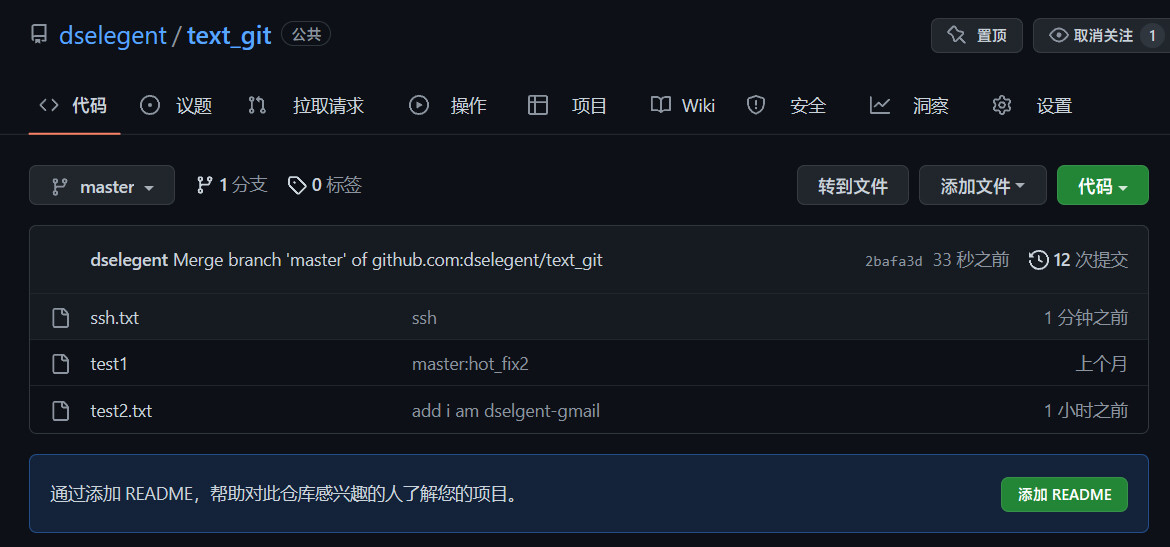 dselegent / text_git 公共 置顶 取消关注 1
代码 议题 拉取请求 操作 项目 Wiki 安全 洞察 设置
master 1 分支 0 标签 转到文件 添加文件 代码
dselegent Merge branch 'master' of github.com:dselegent/text_git 2bafa3d 33 秒之前 12 次提交
ssh.txt ssh 1 分钟之前
test1 master:hot_fix2 上个月
test2.txt add i am dselgent-gmail 1 小时之前
通过添加 README，帮助对此仓库感兴趣的人了解您的项目。 添加 README